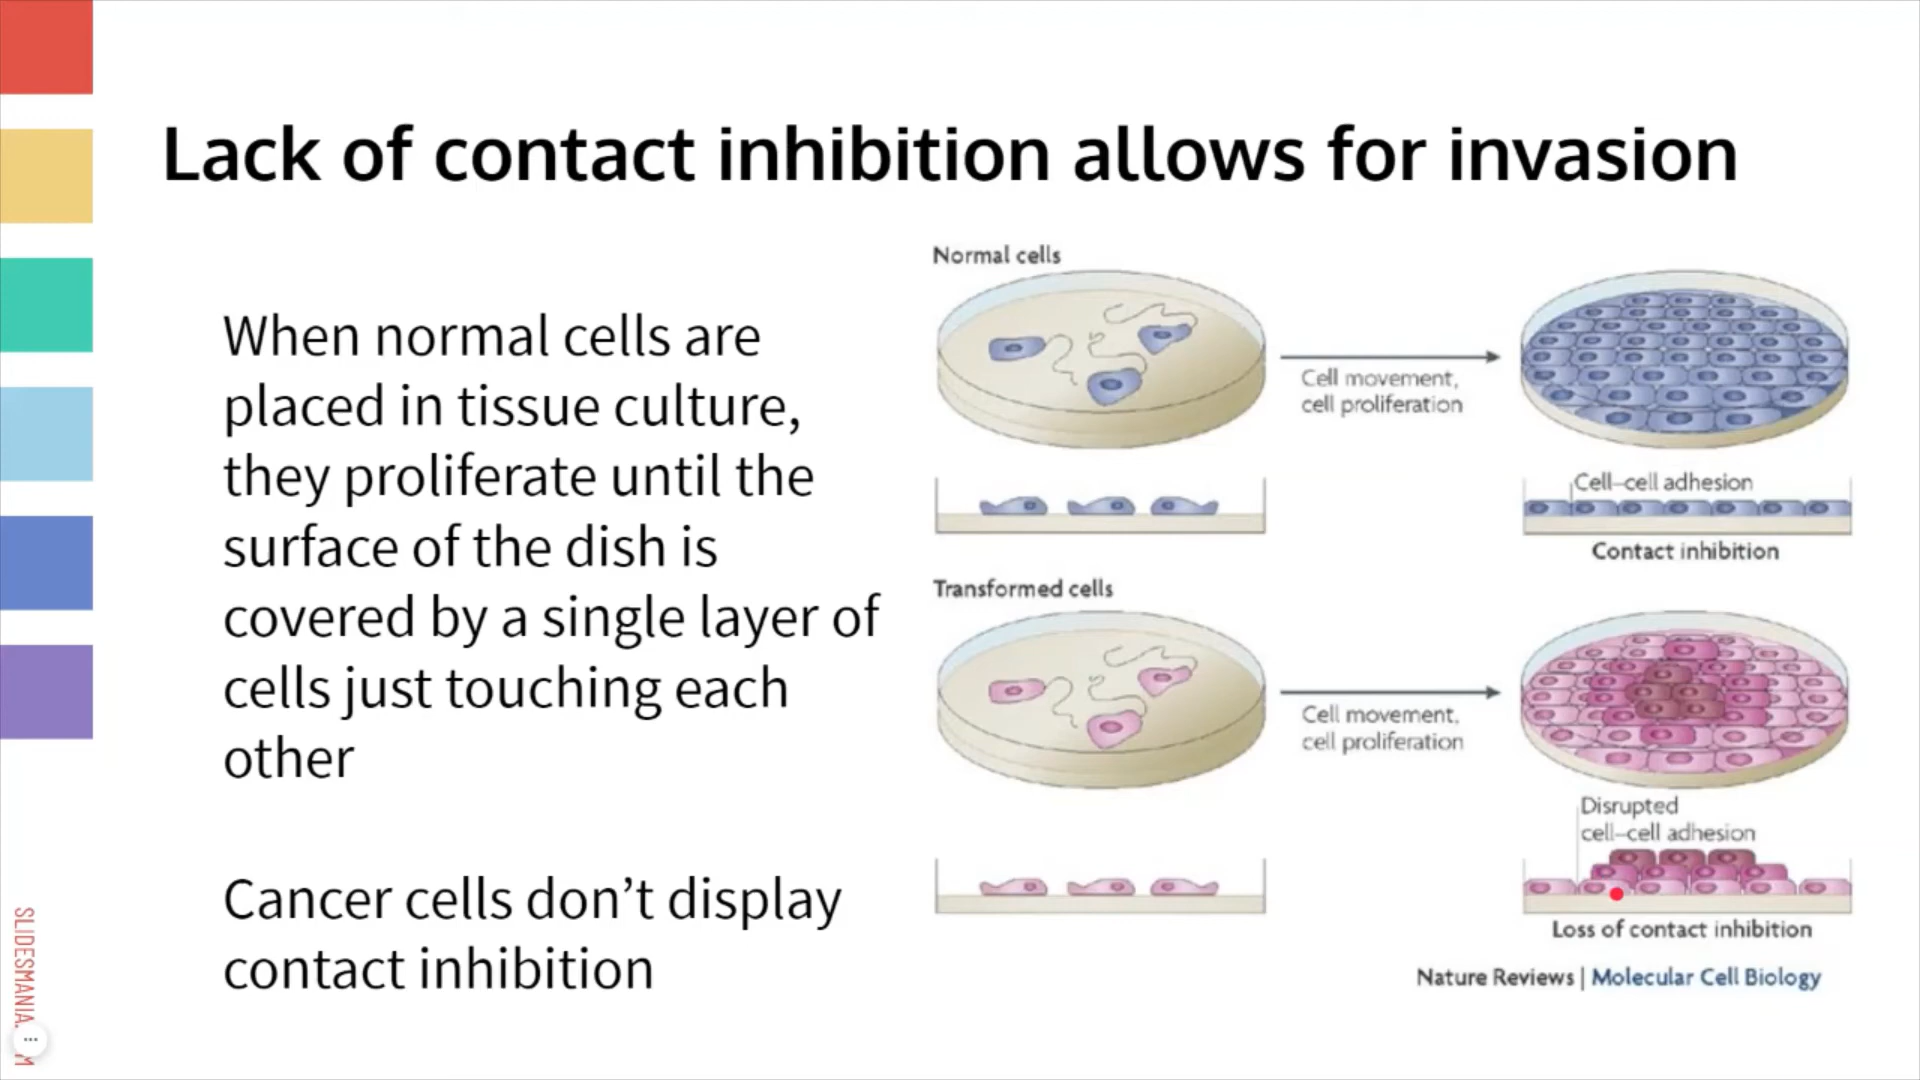 Lack of contact inhibition allows for invasion
When normal cells are
placed in tissue culture,
they proliferate until the
surface of the dish is
covered by a single layer of
cells just touching each
other
Cancer cells don’t display
contact inhibition
Normal cells
Cell movement,
cell proliferation
Cell–cell adhesion
Contact inhibition
Transformed cells
Cell movement,
cell proliferation
Disrupted
cell–cell adhesion
Loss of contact inhibition
Nature Reviews | Molecular Cell Biology